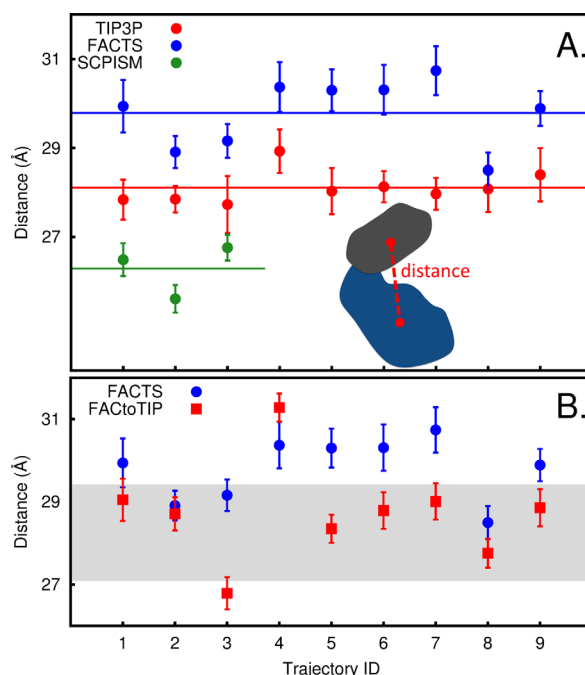 TIP3P
FACTS
SCPISM
A.
31
29
27
Distance (Å)
distance
FACTS
FACtoTIP
B.
31
29
27
Distance (Å)
1 2 3 4 5 6 7 8 9
Trajectory ID